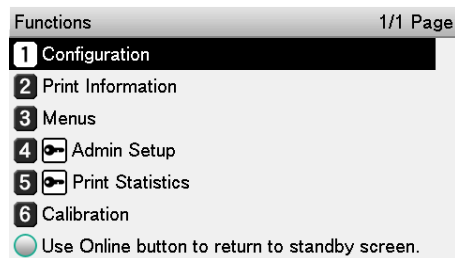 Functions 1/1 Page
1 Configuration
2 Print Information
3 Menus
4 Admin Setup
5 Print Statistics
6 Calibration
Use Online button to return to standby screen.